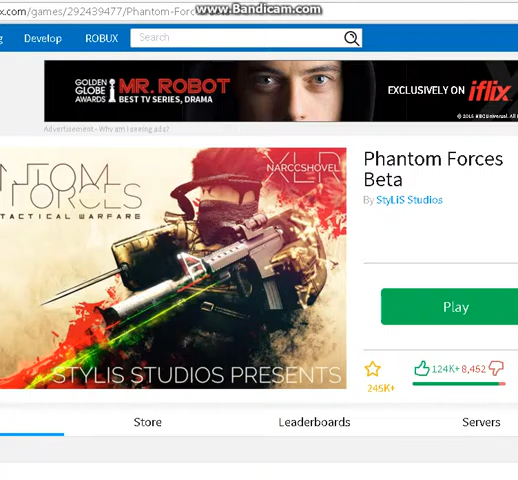 x.com/games/292439477/Phantom-Forc
www.Bandicam.com
g Develop ROBUX Search
GOLDEN GLOBE AWARDS
MR. ROBOT
BEST TV SERIES, DRAMA
EXCLUSIVELY ON iflix
Advertisement - Why am I seeing ads?
Phantom Forces
Beta
By StyLiS Studios
XLR
NARCCSHOVEL
TOM
FORCES
TACTICAL WARFARE
STYLIS STUDIOS PRESENTS
Play
245K+
124K+ 8,452
Store Leaderboards Servers